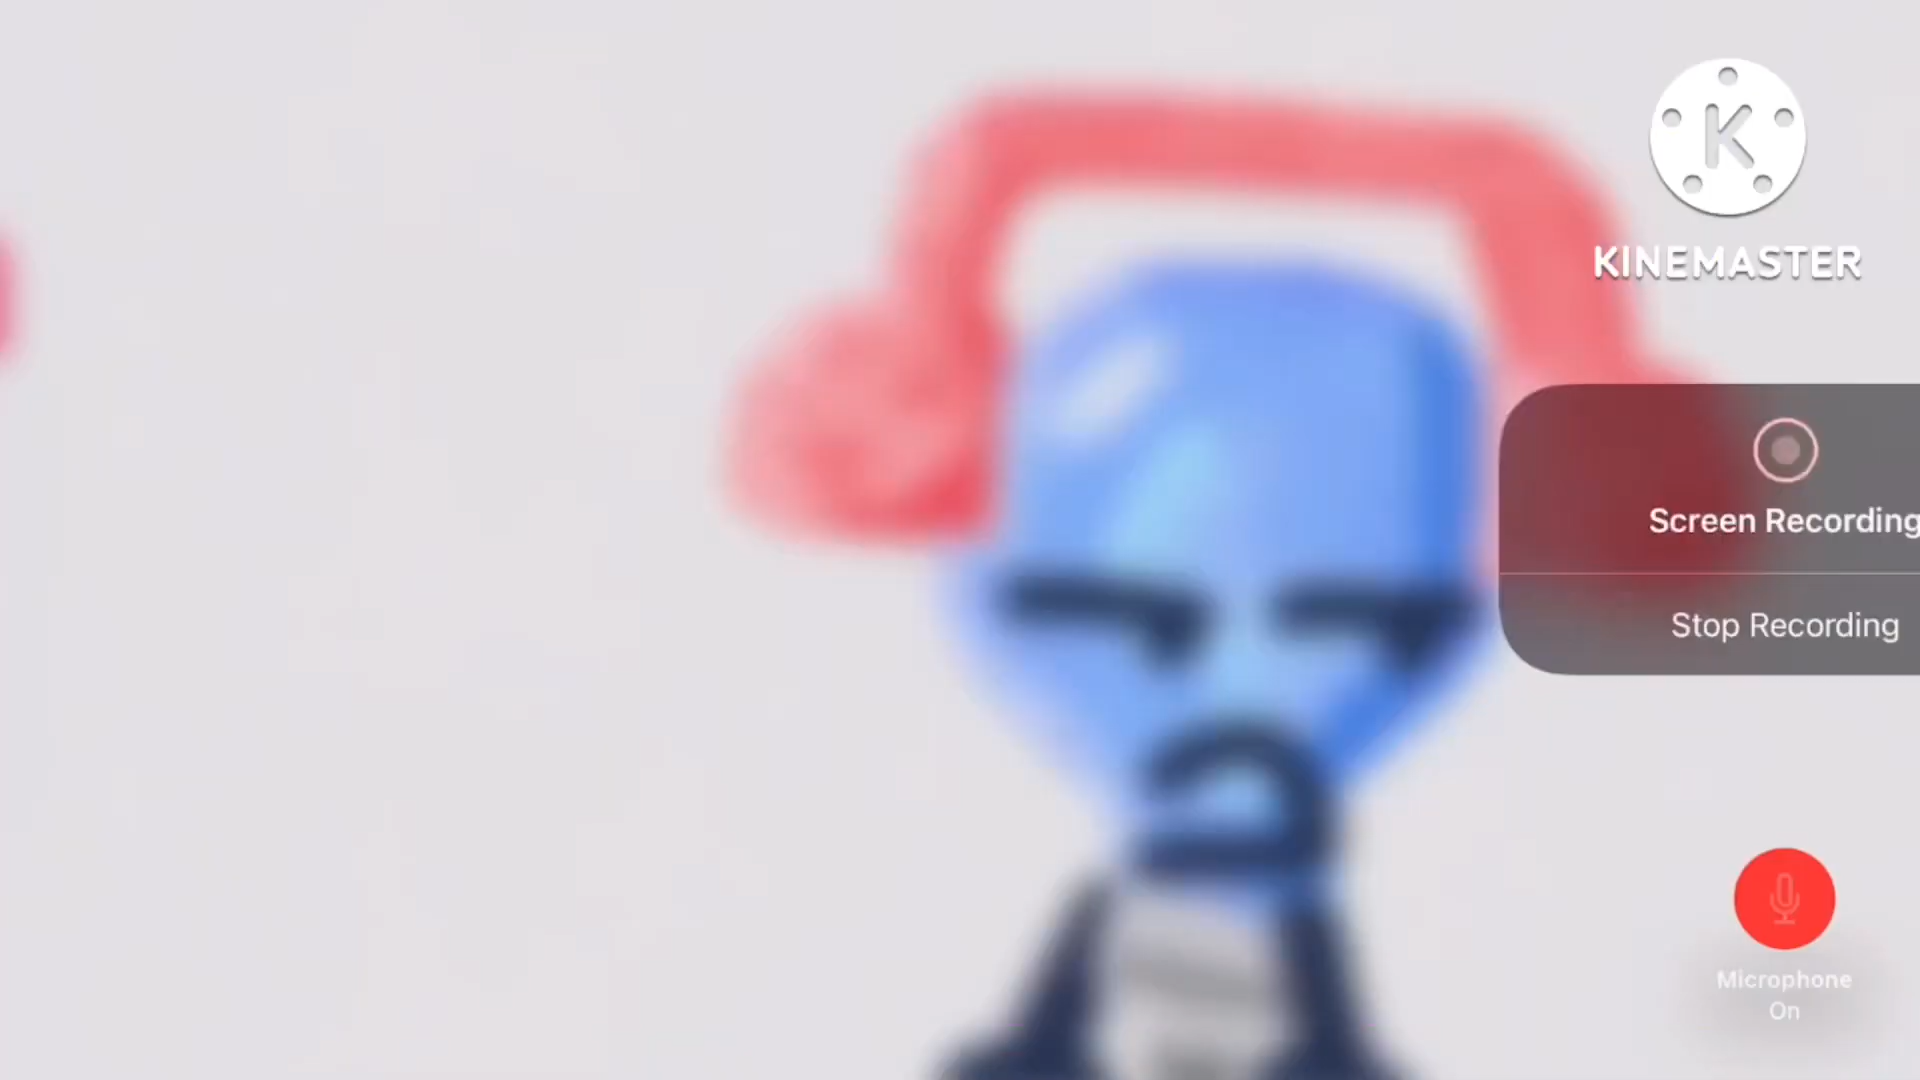 K
KINEMASTER
Screen Recording
Stop Recording
Microphone
On